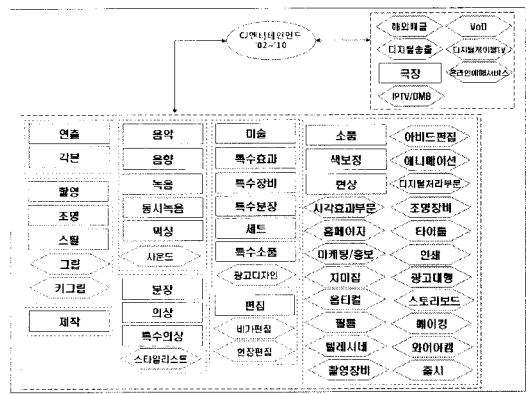 CJ엔터테인먼트
'02~'10
해외배급
VoD
디지털송출
디지털케이블TV
극장
온라인예매서비스
IPTV/DMB
연출
각본
촬영
조명
스틸
그립
키그립
제작
음악
음향
녹음
동시녹음
믹싱
사운드
분장
의상
특수의상
스타일리스트
미술
특수효과
특수장비
특수분장
세트
특수소품
광고디자인
편집
네가편집
현장편집
소품
아비드편집
색보정
애니메이션
현상
디지털처리부문
시각효과부문
조명장비
홈페이지
타이틀
마케팅/홍보
인쇄
지미집
광고대행
옵티컬
스토리보드
필름
메이킹
텔레시네
와이어캠
촬영장비
출시